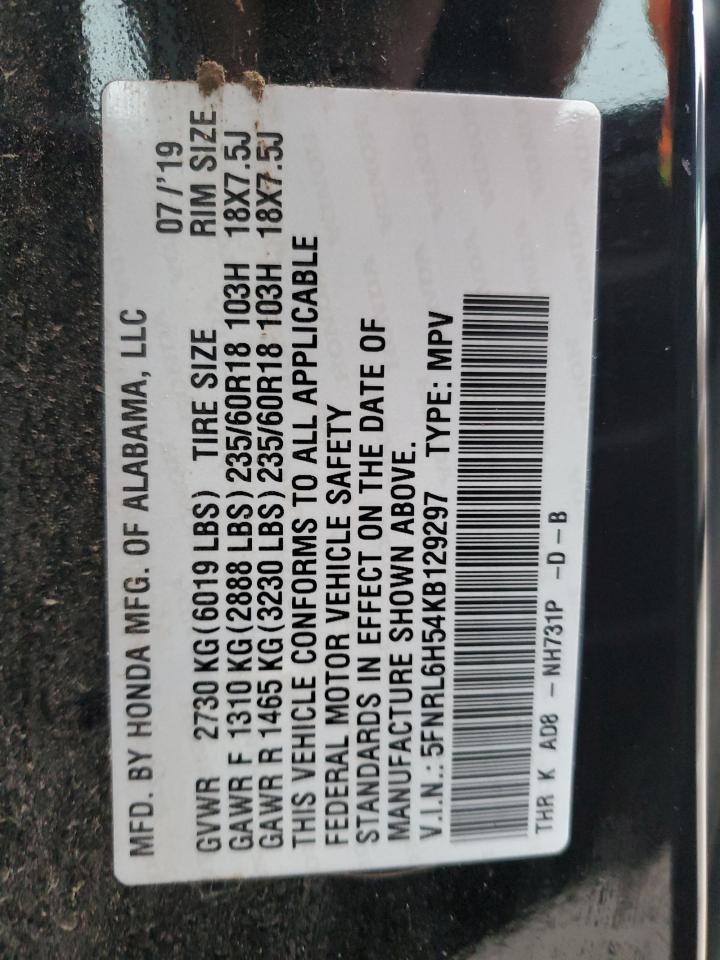 MFD. BY HONDA MFG. OF ALABAMA, LLC 07/'19
GVWR 2730 KG(6019 LBS) TIRE SIZE RIM SIZE
GAWR F 1310 KG(2888 LBS) 235/60R18 103H 18X7.5J
GAWR R 1465 KG(3230 LBS) 235/60R18 103H 18X7.5J
THIS VEHICLE CONFORMS TO ALL APPLICABLE
FEDERAL MOTOR VEHICLE SAFETY
STANDARDS IN EFFECT ON THE DATE OF
MANUFACTURE SHOWN ABOVE.
V.I.N.: 5FNRL6H54KB129297 TYPE: MPV
THR K AD8 -NH731P -D-B